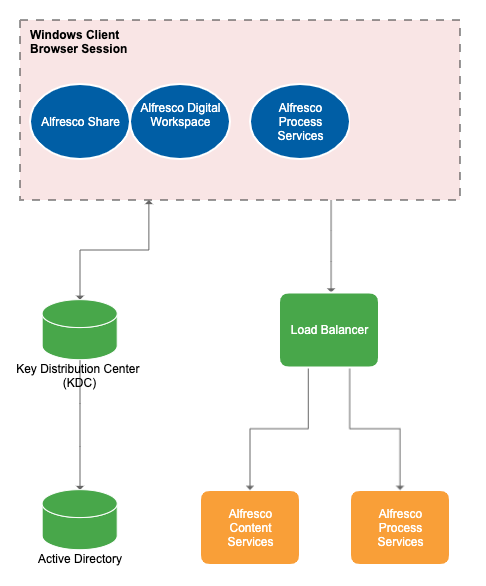 Windows Client
Browser Session
Alfresco Share
Alfresco Digital
Workspace
Alfresco
Process
Services
Load Balancer
Key Distribution Center
(KDC)
Alfresco
Content
Services
Alfresco
Process
Services
Active Directory